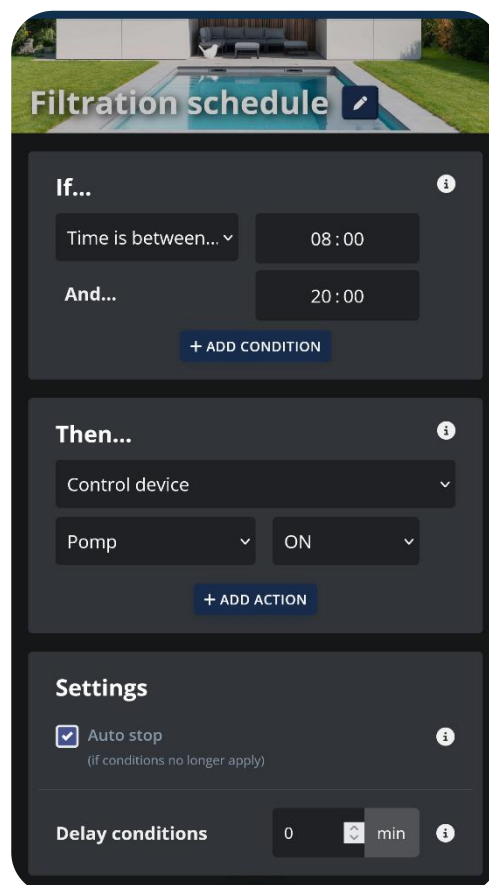 Filtration schedule
If...
Time is between...
08:00
And...
20:00
+ ADD CONDITION
Then...
Control device
Pomp
ON
+ ADD ACTION
Settings
Auto stop
(if conditions no longer apply)
Delay conditions
0
min